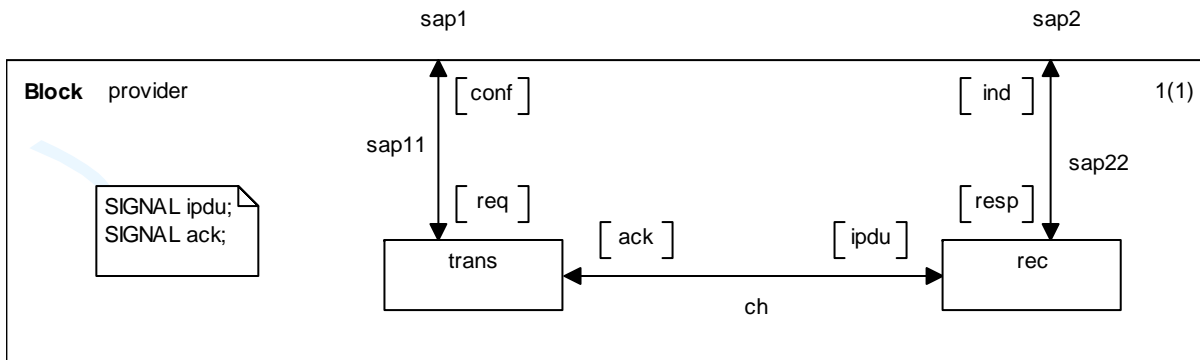 sap1 sap2
Block provider [conf] [ind] 1(1)
sap11 sap22
SIGNAL ipdu;
SIGNAL ack;
[req] [resp]
[ack] [ipdu]
trans rec
ch